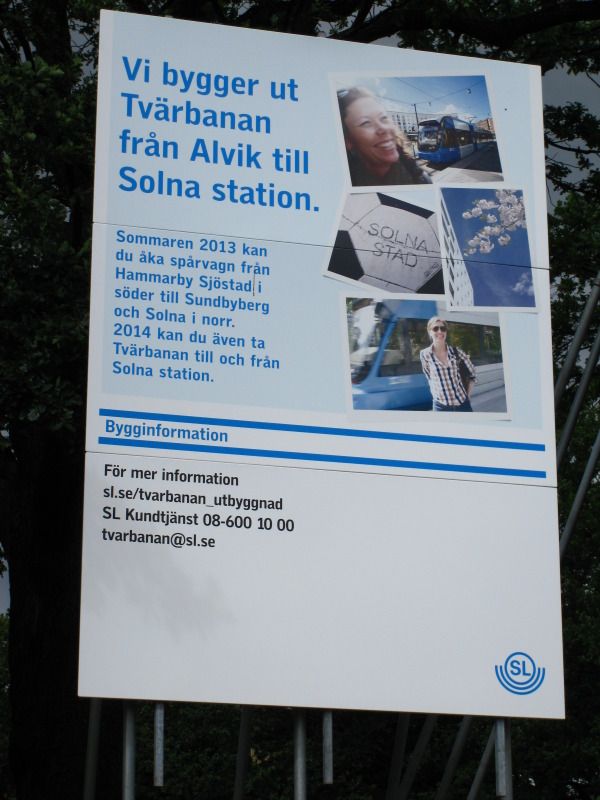 Vi bygger ut
Tvärbanan
från Alvik till
Solna station.
SOLNA
STAD
Sommaren 2013 kan
du åka spårvagn från
Hammarby Sjöstad i
söder till Sundbyberg
och Solna i norr.
2014 kan du även ta
Tvärbanan till och från
Solna station.
Bygginformation
För mer information
sl.se/tvarbanan_utbyggnad
SL Kundtjänst 08-600 10 00
tvarbanan@sl.se
SL